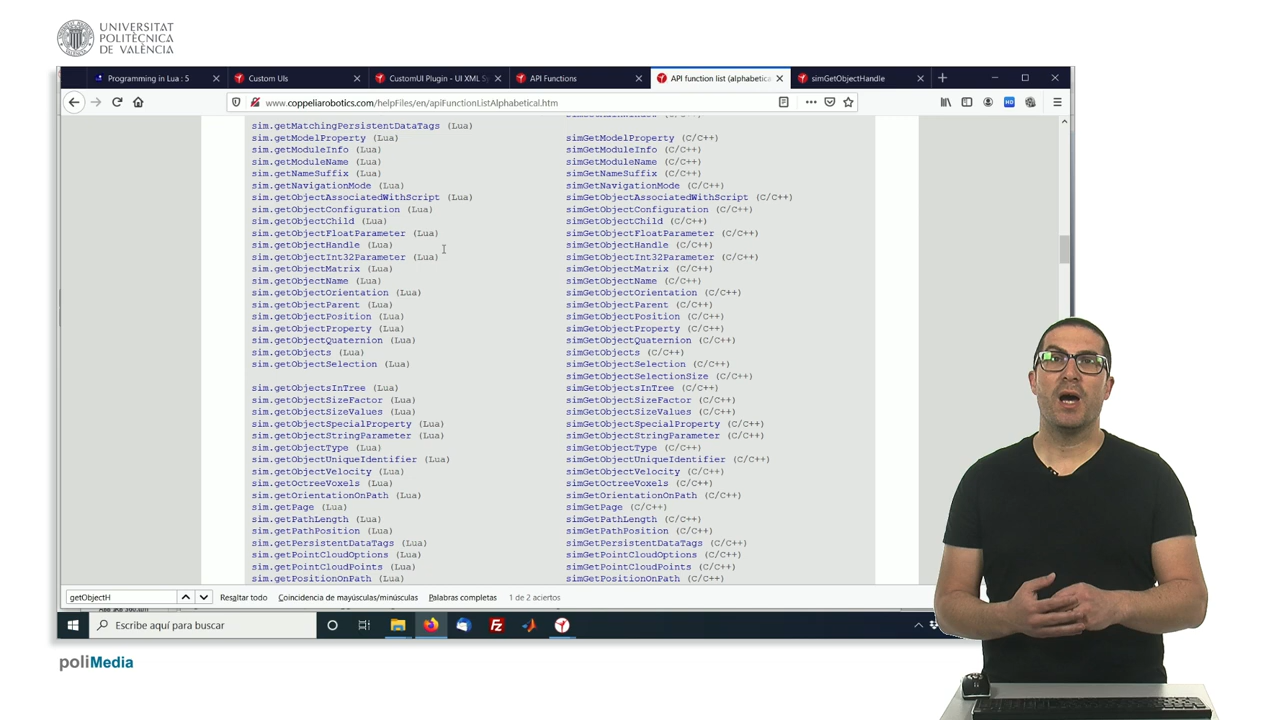 UNIVERSITAT
POLITÈCNICA
DE VALÈNCIA
Programming in Lua : 5
Custom UIs
CustomUI Plugin - UI XML Sy
API Functions
API function list (alphabetica
simGetObjectHandle
www.coppeliarobotics.com/helpFiles/en/apiFunctionListAlphabetical.htm
sim.getMatchingPersistentDataTags (Lua)
sim.getModelProperty (Lua) simGetModelProperty (C/C++)
sim.getModuleInfo (Lua) simGetModuleInfo (C/C++)
sim.getModuleName (Lua) simGetModuleName (C/C++)
sim.getNameSuffix (Lua) simGetNameSuffix (C/C++)
sim.getNavigationMode (Lua) simGetNavigationMode (C/C++)
sim.getObjectAssociatedWithScript (Lua) simGetObjectAssociatedWithScript (C/C++)
sim.getObjectConfiguration (Lua) simGetObjectConfiguration (C/C++)
sim.getObjectChild (Lua) simGetObjectChild (C/C++)
sim.getObjectFloatParameter (Lua) simGetObjectFloatParameter (C/C++)
sim.getObjectHandle (Lua) simGetObjectHandle (C/C++)
sim.getObjectInt32Parameter (Lua) simGetObjectInt32Parameter (C/C++)
sim.getObjectMatrix (Lua) simGetObjectMatrix (C/C++)
sim.getObjectName (Lua) simGetObjectName (C/C++)
sim.getObjectOrientation (Lua) simGetObjectOrientation (C/C++)
sim.getObjectParent (Lua) simGetObjectParent (C/C++)
sim.getObjectPosition (Lua) simGetObjectPosition (C/C++)
sim.getObjectProperty (Lua) simGetObjectProperty (C/C++)
sim.getObjectQuaternion (Lua) simGetObjectQuaternion (C/C++)
sim.getObjects (Lua) simGetObjects (C/C++)
sim.getObjectSelection (Lua) simGetObjectSelection (C/C++)
simGetObjectSelectionSize (C/C++)
sim.getObjectsInTree (Lua) simGetObjectsInTree (C/C++)
sim.getObjectSizeFactor (Lua) simGetObjectSizeFactor (C/C++)
sim.getObjectSizeValues (Lua) simGetObjectSizeValues (C/C++)
sim.getObjectSpecialProperty (Lua) simGetObjectSpecialProperty (C/C++)
sim.getObjectStringParameter (Lua) simGetObjectStringParameter (C/C++)
sim.getObjectType (Lua) simGetObjectType (C/C++)
sim.getObjectUniqueIdentifier (Lua) simGetObjectUniqueIdentifier (C/C++)
sim.getObjectVelocity (Lua) simGetObjectVelocity (C/C++)
sim.getOctreeVoxels (Lua) simGetOctreeVoxels (C/C++)
sim.getOrientationOnPath (Lua) simGetOrientationOnPath (C/C++)
sim.getPage (Lua) simGetPage (C/C++)
sim.getPathLength (Lua) simGetPathLength (C/C++)
sim.getPathPosition (Lua) simGetPathPosition (C/C++)
sim.getPersistentDataTags (Lua) simGetPersistentDataTags (C/C++)
sim.getPointCloudOptions (Lua) simGetPointCloudOptions (C/C++)
sim.getPointCloudPoints (Lua) simGetPointCloudPoints (C/C++)
sim.getPositionOnPath (Lua) simGetPositionOnPath (C/C++)
getObjectH Resaltar todo Coincidencia de mayúsculas/minúsculas Palabras completas 1 de 2 aciertos
Escribe aquí para buscar
poliMedia